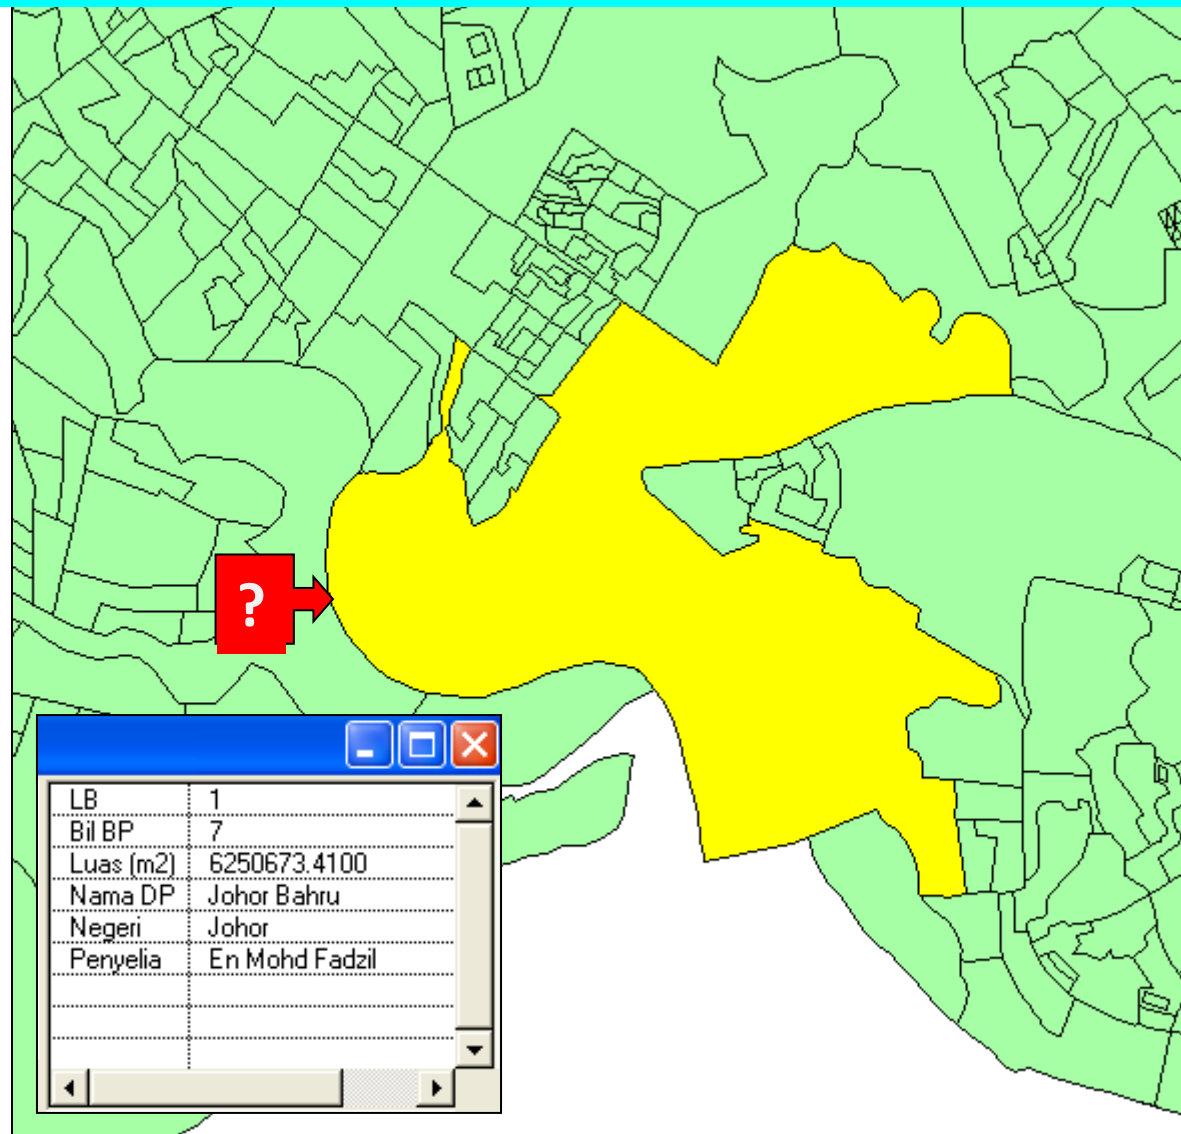 ?
LB 1
Bil BP 7
Luas (m2) 6250673.4100
Nama DP Johor Bahru
Negeri Johor
Penyelia En Mohd Fadzil